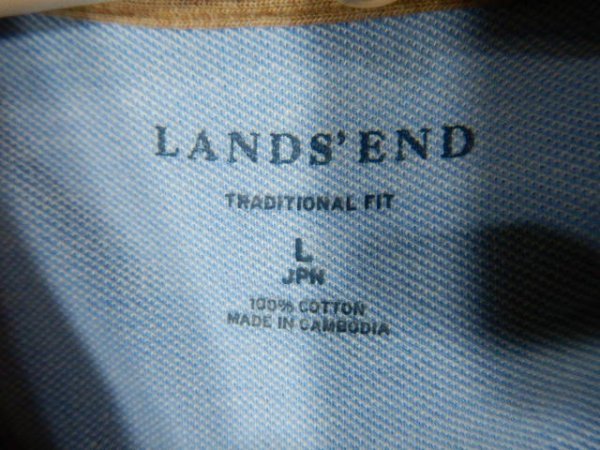 LANDS' END
TRADITIONAL FIT
L
JPN
100% COTTON
MADE IN CAMBODIA